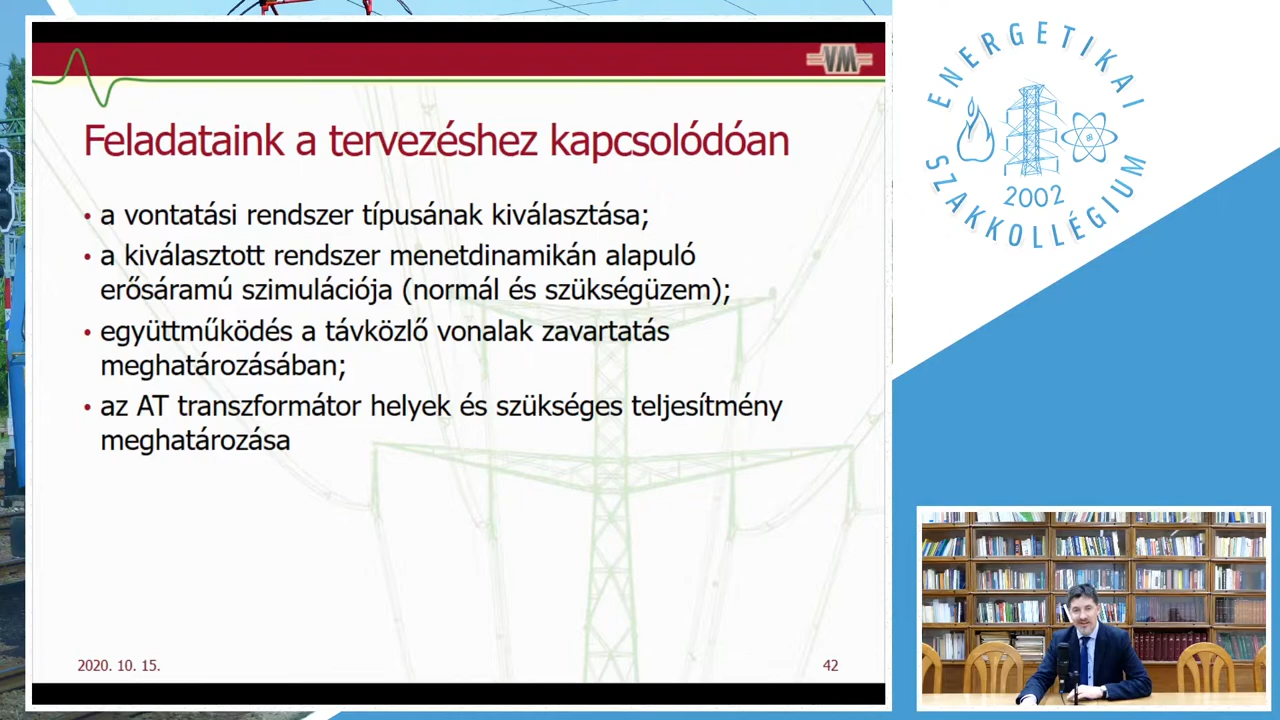 VM
Feladataink a tervezéshez kapcsolódóan
• a vontatási rendszer típusának kiválasztása;
• a kiválasztott rendszer menetdinamikán alapuló
erősáramú szimulációja (normál és szükségüzem);
• együttműködés a távközlő vonalak zavartatás
meghatározásában;
• az AT transzformátor helyek és szükséges teljesítmény
meghatározása
2020. 10. 15.
42
ENERGETIKAI
2002
SZAKKOLLÉGIUM